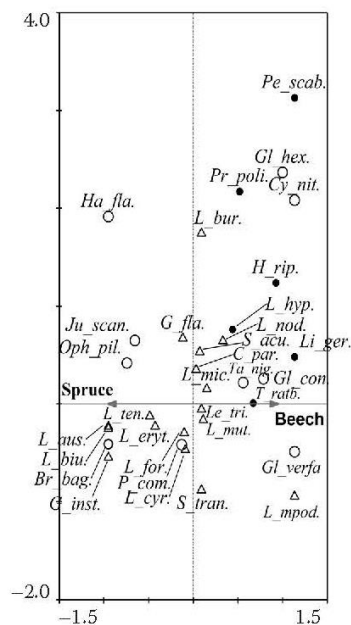 4.0
Pe_scab.
Gl_hex.
Pr_poli.
Cy_nit.
Ha_fla.
L_bur.
H_rip.
L_hyp.
G_fla.
L_nod.
Ju_scan.
S_acu.
Li_ger.
Oph_pil.
C_par.
L_mic.
Ta_nig.
Gl_con.
Spruce
T_ratb.
L_ten.
Le_tri.
Beech
L_aus.
L_eryt.
L_mut.
L_biu.
L_for.
Gl_verfa
Br_bag.
P_com.
G_inst.
L_cyr.
S_tran.
L_mpod.
-2.0
-1.5
1.5